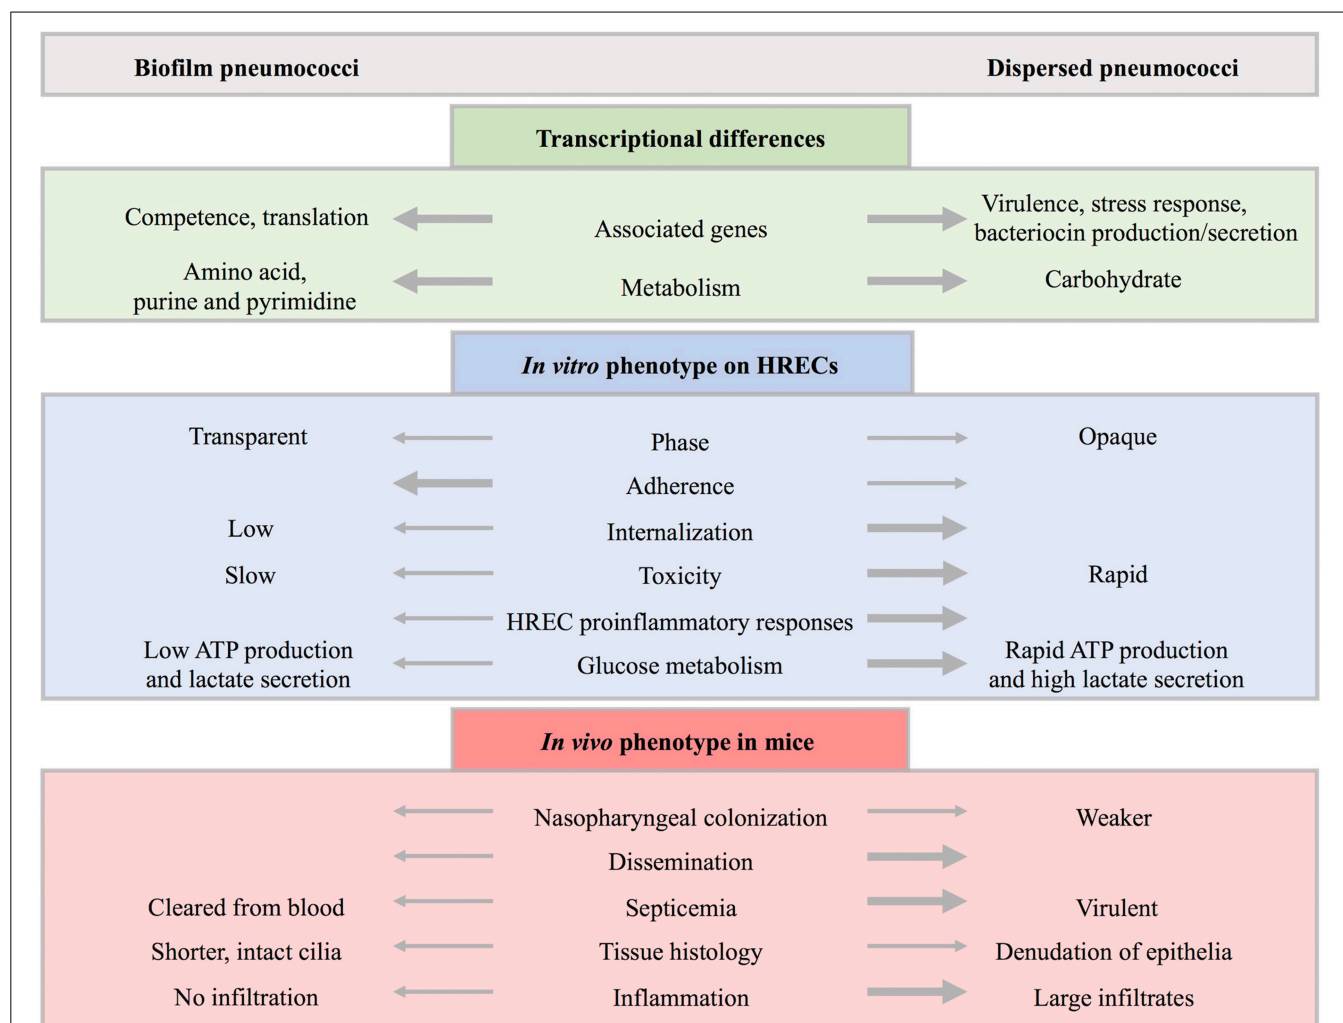 Biofilm pneumococci
Dispersed pneumococci
Transcriptional differences
Competence, translation
Associated genes
Virulence, stress response,
bacteriocin production/secretion
Amino acid,
purine and pyrimidine
Metabolism
Carbohydrate
In vitro phenotype on HRECs
Transparent
Phase
Opaque
Adherence
Low
Internalization
Slow
Toxicity
Rapid
HREC proinflammatory responses
Low ATP production
and lactate secretion
Glucose metabolism
Rapid ATP production
and high lactate secretion
In vivo phenotype in mice
Nasopharyngeal colonization
Weaker
Dissemination
Cleared from blood
Septicemia
Virulent
Shorter, intact cilia
Tissue histology
Denudation of epithelia
No infiltration
Inflammation
Large infiltrates